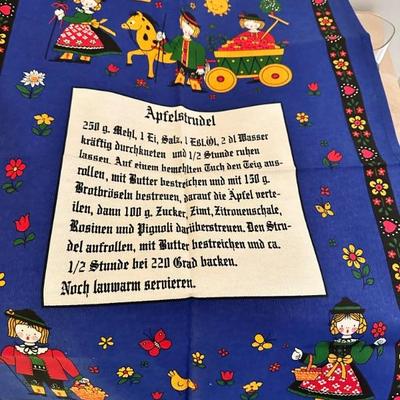 Apfelstrudel
250 g. Mehl, 1 Ei, Salz, 1 Eßl.Öl, 2 dl Wasser
kräftig durchkneten und 1/2 Stunde ruhen
lassen. Auf einem bemehlten Tuch den Teig aus-
rollen, mit Butter bestreichen und mit 150 g.
Brotbröseln bestreuen, darauf die Äpfel verte-
ilen, dann 100 g. Zucker, Zimt, Zitronenschale,
Rosinen und Pignoli darüberstreuen. Den Stru-
del aufrollen, mit Butter bestreichen und ca.
1/2 Stunde bei 220 Grad backen.
Noch lauwarm servieren.